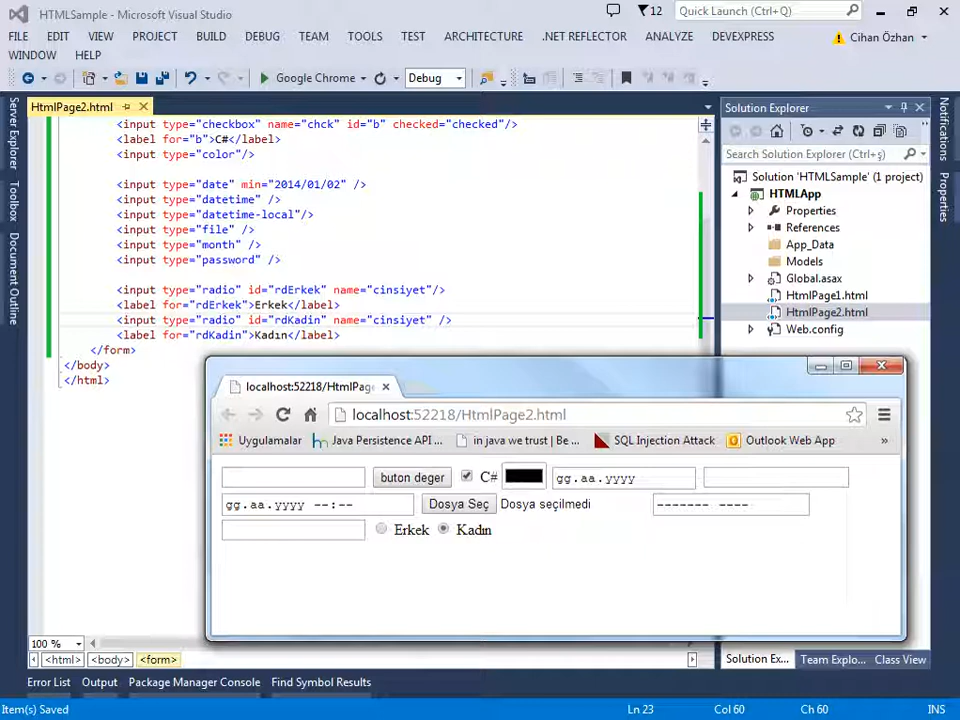 HTMLSample - Microsoft Visual Studio
12
Quick Launch (Ctrl+Q)
FILE EDIT VIEW PROJECT BUILD DEBUG TEAM TOOLS TEST ARCHITECTURE .NET REFLECTOR ANALYZE DEVEXPRESS
Cihan Özhan
WINDOW HELP
Google Chrome
Debug
Server Explorer
Toolbox
Document Outline
HtmlPage2.html
<input type="checkbox" name="chck" id="b" checked="checked"/>
<label for="b">C#</label>
<input type="color"/>
<input type="date" min="2014/01/02" />
<input type="datetime" />
<input type="datetime-local"/>
<input type="file" />
<input type="month" />
<input type="password" />
<input type="radio" id="rdErkek" name="cinsiyet"/>
<label for="rdErkek">Erkek</label>
<input type="radio" id="rdKadin" name="cinsiyet" />
<label for="rdKadin">Kadın</label>
</form>
</body>
</html>
Solution Explorer
Search Solution Explorer (Ctrl+ş)
Solution 'HTMLSample' (1 project)
HTMLApp
Properties
References
App_Data
Models
Global.asax
HtmlPage1.html
HtmlPage2.html
Web.config
Notifications
Properties
localhost:52218/HtmlPage
localhost:52218/HtmlPage2.html
Uygulamalar
Java Persistence API ...
in java we trust | Be ...
SQL Injection Attack
Outlook Web App
»
buton deger
C#
gg.aa.yyyy
gg.aa.yyyy --:--
Dosya Seç
Dosya seçilmedi
------- ----
Erkek
Kadın
100 %
<html>
<body>
<form>
Solution Ex...
Team Explo...
Class View
Error List
Output
Package Manager Console
Find Symbol Results
Item(s) Saved
Ln 23
Col 60
Ch 60
INS